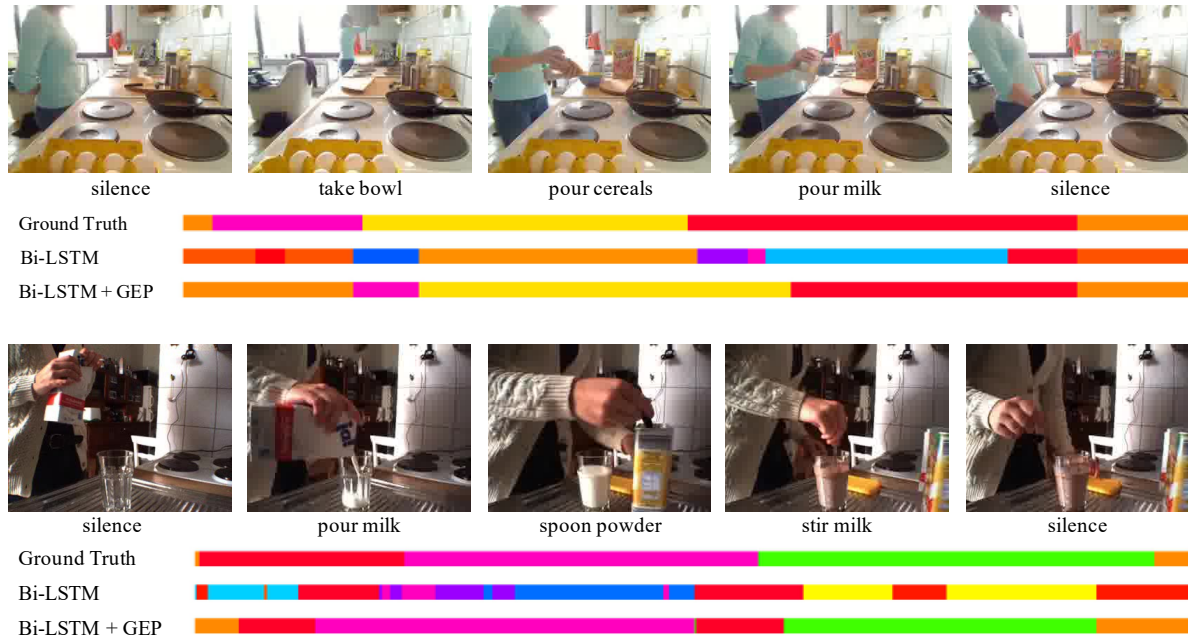 silence take bowl pour cereals pour milk silence
Ground Truth
Bi-LSTM
Bi-LSTM + GEP
silence pour milk spoon powder stir milk silence
Ground Truth
Bi-LSTM
Bi-LSTM + GEP